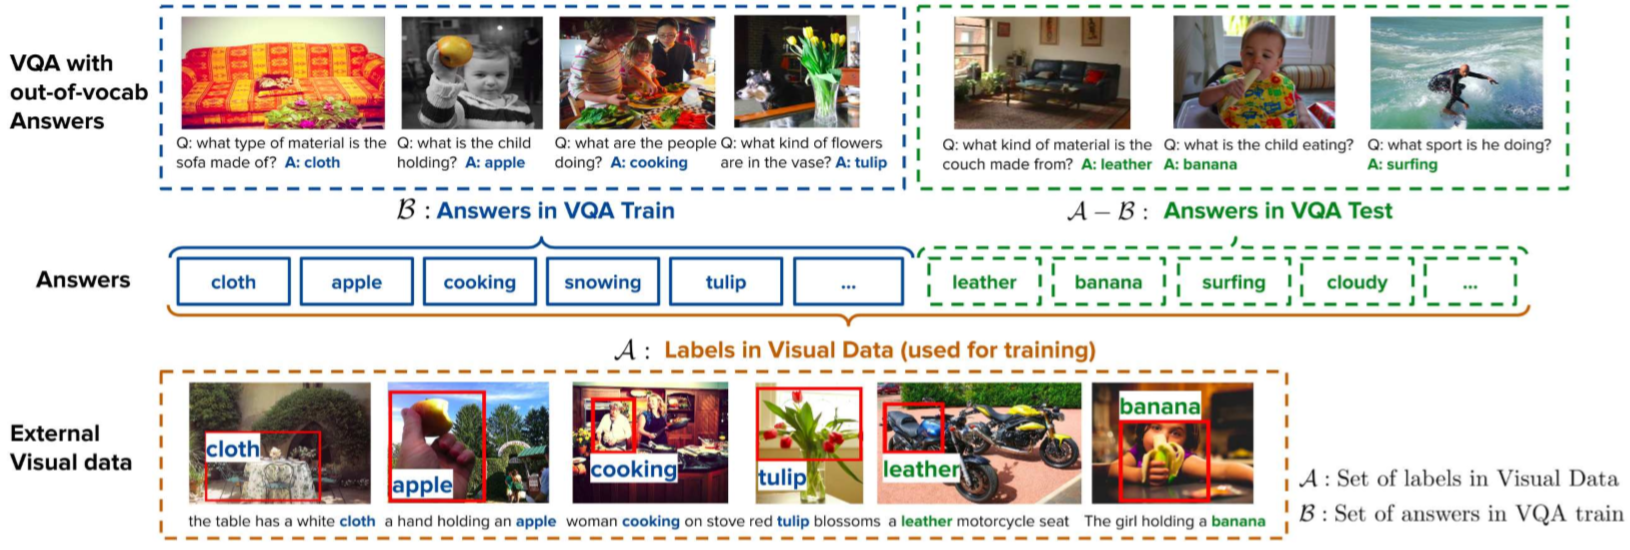 VQA with
out-of-vocab
Answers
Q: what type of material is the
sofa made of? A: cloth
Q: what is the child
holding? A: apple
Q: what are the people
doing? A: cooking
Q: what kind of flowers
are in the vase? A: tulip
Q: what kind of material is the
couch made from? A: leather
Q: what is the child eating?
A: banana
Q: what sport is he doing?
A: surfing
ℬ : Answers in VQA Train
𝒜 − ℬ : Answers in VQA Test
Answers
cloth
apple
cooking
snowing
tulip
...
leather
banana
surfing
cloudy
...
𝒜 : Labels in Visual Data (used for training)
External
Visual data
cloth
apple
cooking
tulip
leather
banana
the table has a white cloth
a hand holding an apple
woman cooking on stove
red tulip blossoms
a leather motorcycle seat
The girl holding a banana
𝒜 : Set of labels in Visual Data
ℬ : Set of answers in VQA train